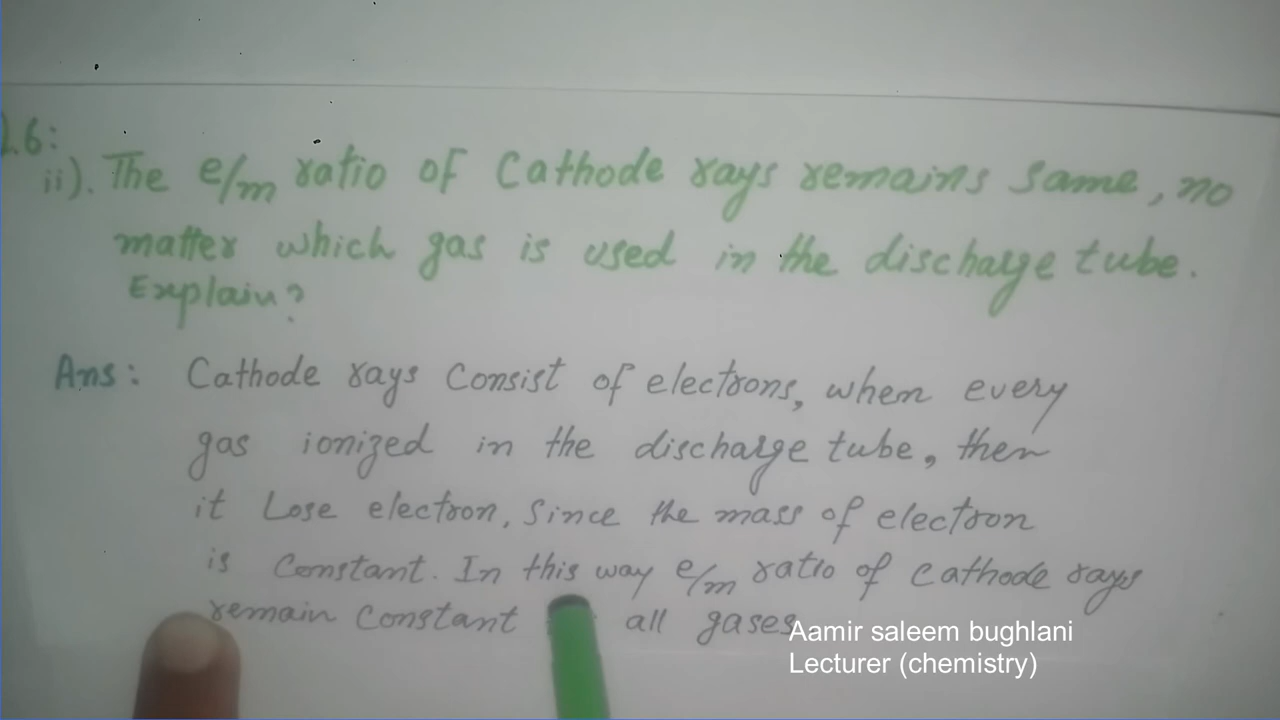 2.6:
ii). The e/m ratio of Cathode rays remains same, no
matter which gas is used in the discharge tube.
Explain?
Ans: Cathode rays Consist of electrons, when every
gas ionized in the discharge tube, then
it Lose electron, Since the mass of electron
is Constant. In this way e/m ratio of cathode rays
remain Constant all gases
Aamir saleem bughlani
Lecturer (chemistry)